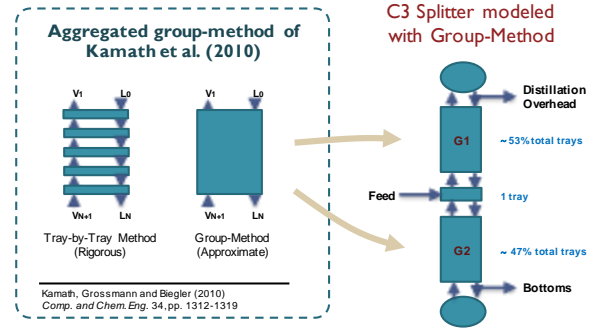 Aggregated group-method of
Kamath et al. (2010)
V1 L0
V1 L0
VN+1 LN
VN+1 LN
Tray-by-Tray Method
(Rigorous)
Group-Method
(Approximate)
Kamath, Grossmann and Biegler (2010)
Comp. and Chem.Eng. 34, pp. 1312-1319
C3 Splitter modeled
with Group-Method
Distillation
Overhead
G1
~ 53% total trays
Feed
1 tray
G2
~ 47% total trays
Bottoms